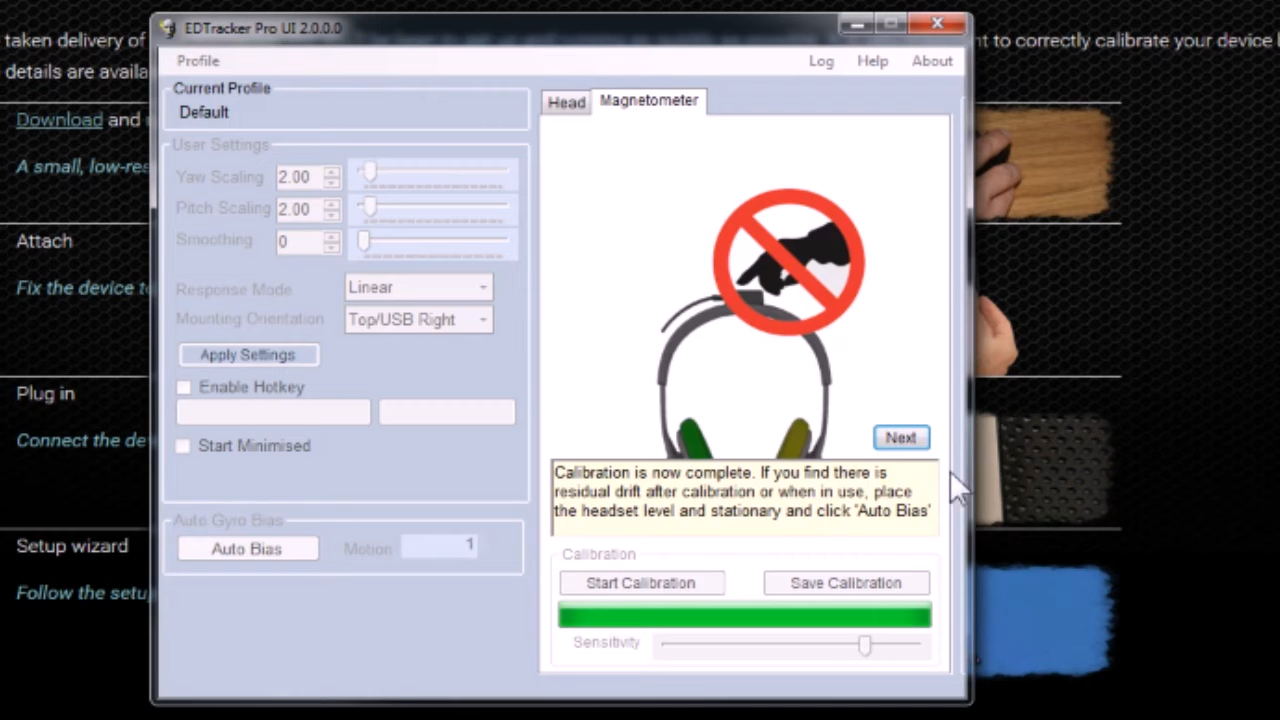 EDTracker Pro UI 2.0.0.0
taken delivery of
nt to correctly calibrate your device
details are availa
Profile
Log Help About
Current Profile
Default
Head Magnetometer
Download and
A small, low-res
User Settings
Yaw Scaling 2.00
Pitch Scaling 2.00
Smoothing 0
Attach
Fix the device to
Response Mode Linear
Mounting Orientation Top/USB Right
Apply Settings
Enable Hotkey
Plug in
Connect the de
Start Minimised
Next
Calibration is now complete. If you find there is
residual drift after calibration or when in use, place
the headset level and stationary and click 'Auto Bias'
Auto Gyro Bias
Auto Bias Motion 1
Setup wizard
Follow the setu
Calibration
Start Calibration Save Calibration
Sensitivity